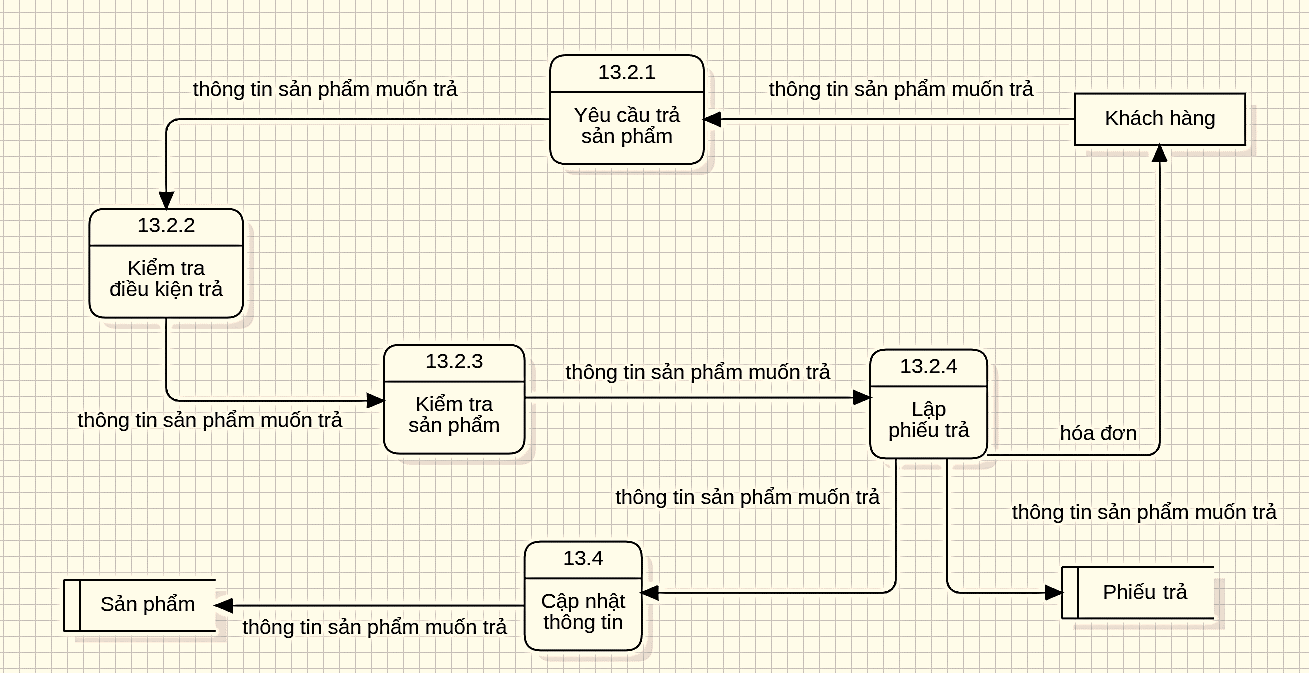 13.2.1
thông tin sản phẩm muốn trả
thông tin sản phẩm muốn trả
Yêu cầu trả
sản phẩm
Khách hàng
13.2.2
Kiểm tra
điều kiện trả
13.2.3
Kiểm tra
sản phẩm
thông tin sản phẩm muốn trả
thông tin sản phẩm muốn trả
13.2.4
Lập
phiếu trả
hóa đơn
thông tin sản phẩm muốn trả
thông tin sản phẩm muốn trả
13.4
Cập nhật
thông tin
Sản phẩm
thông tin sản phẩm muốn trả
Phiếu trả